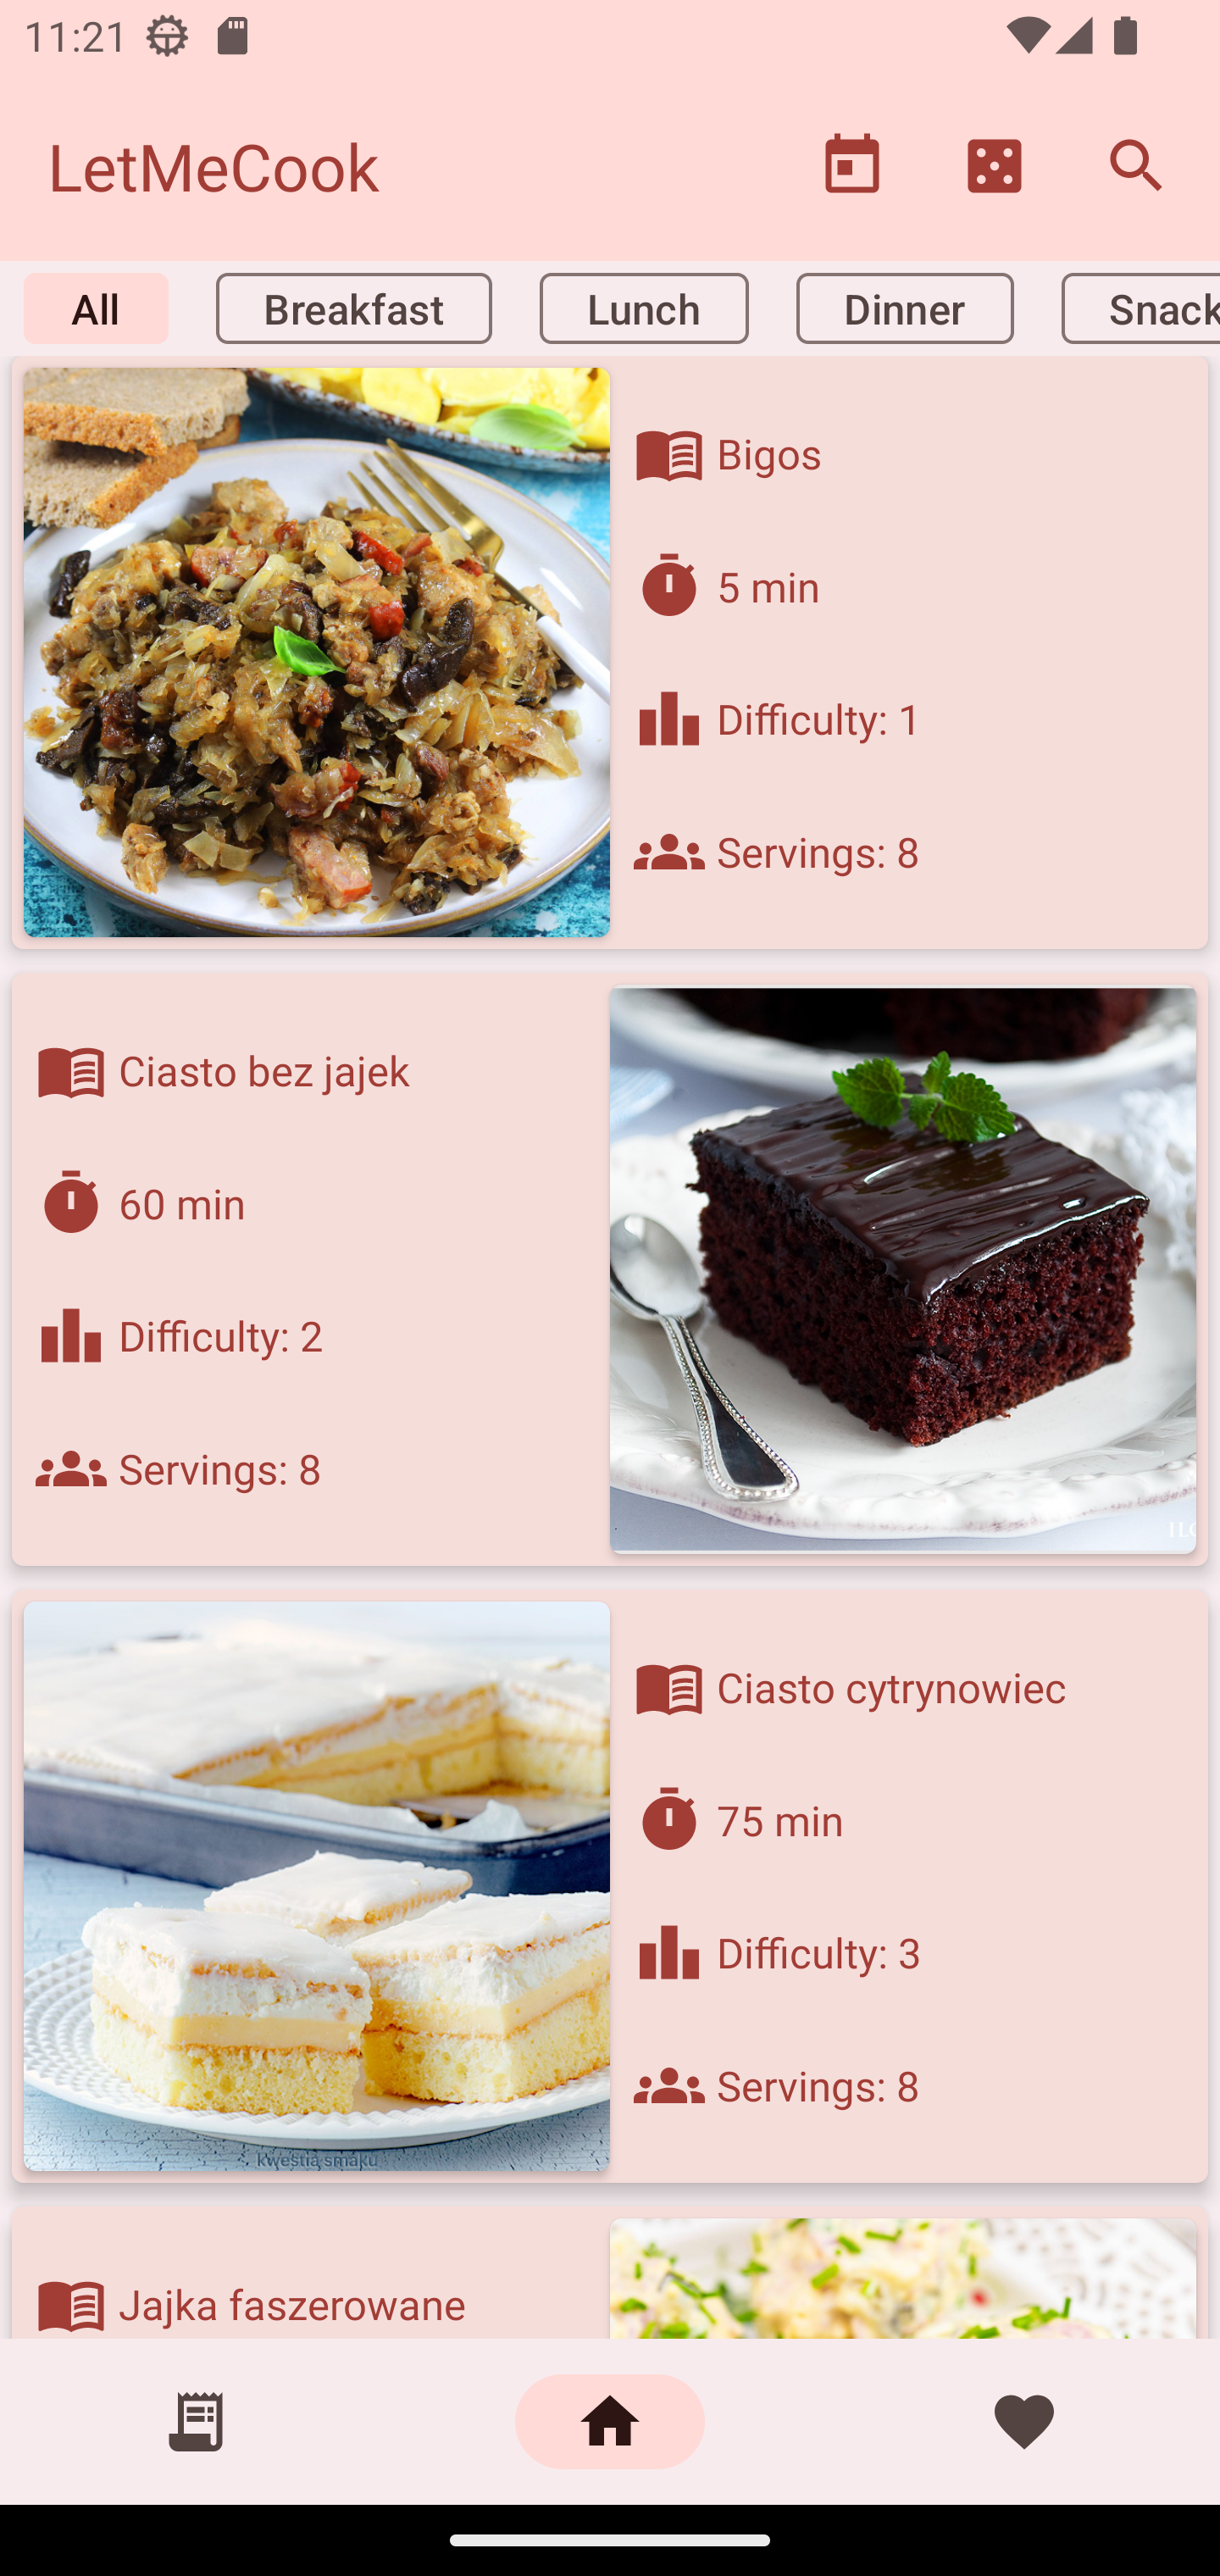 11:21
LetMeCook
All Breakfast Lunch Dinner Snack
Bigos
5 min
Difficulty: 1
Servings: 8
Ciasto bez jajek
60 min
Difficulty: 2
Servings: 8
Ciasto cytrynowiec
75 min
Difficulty: 3
Servings: 8
kwestia smaku
Jajka faszerowane